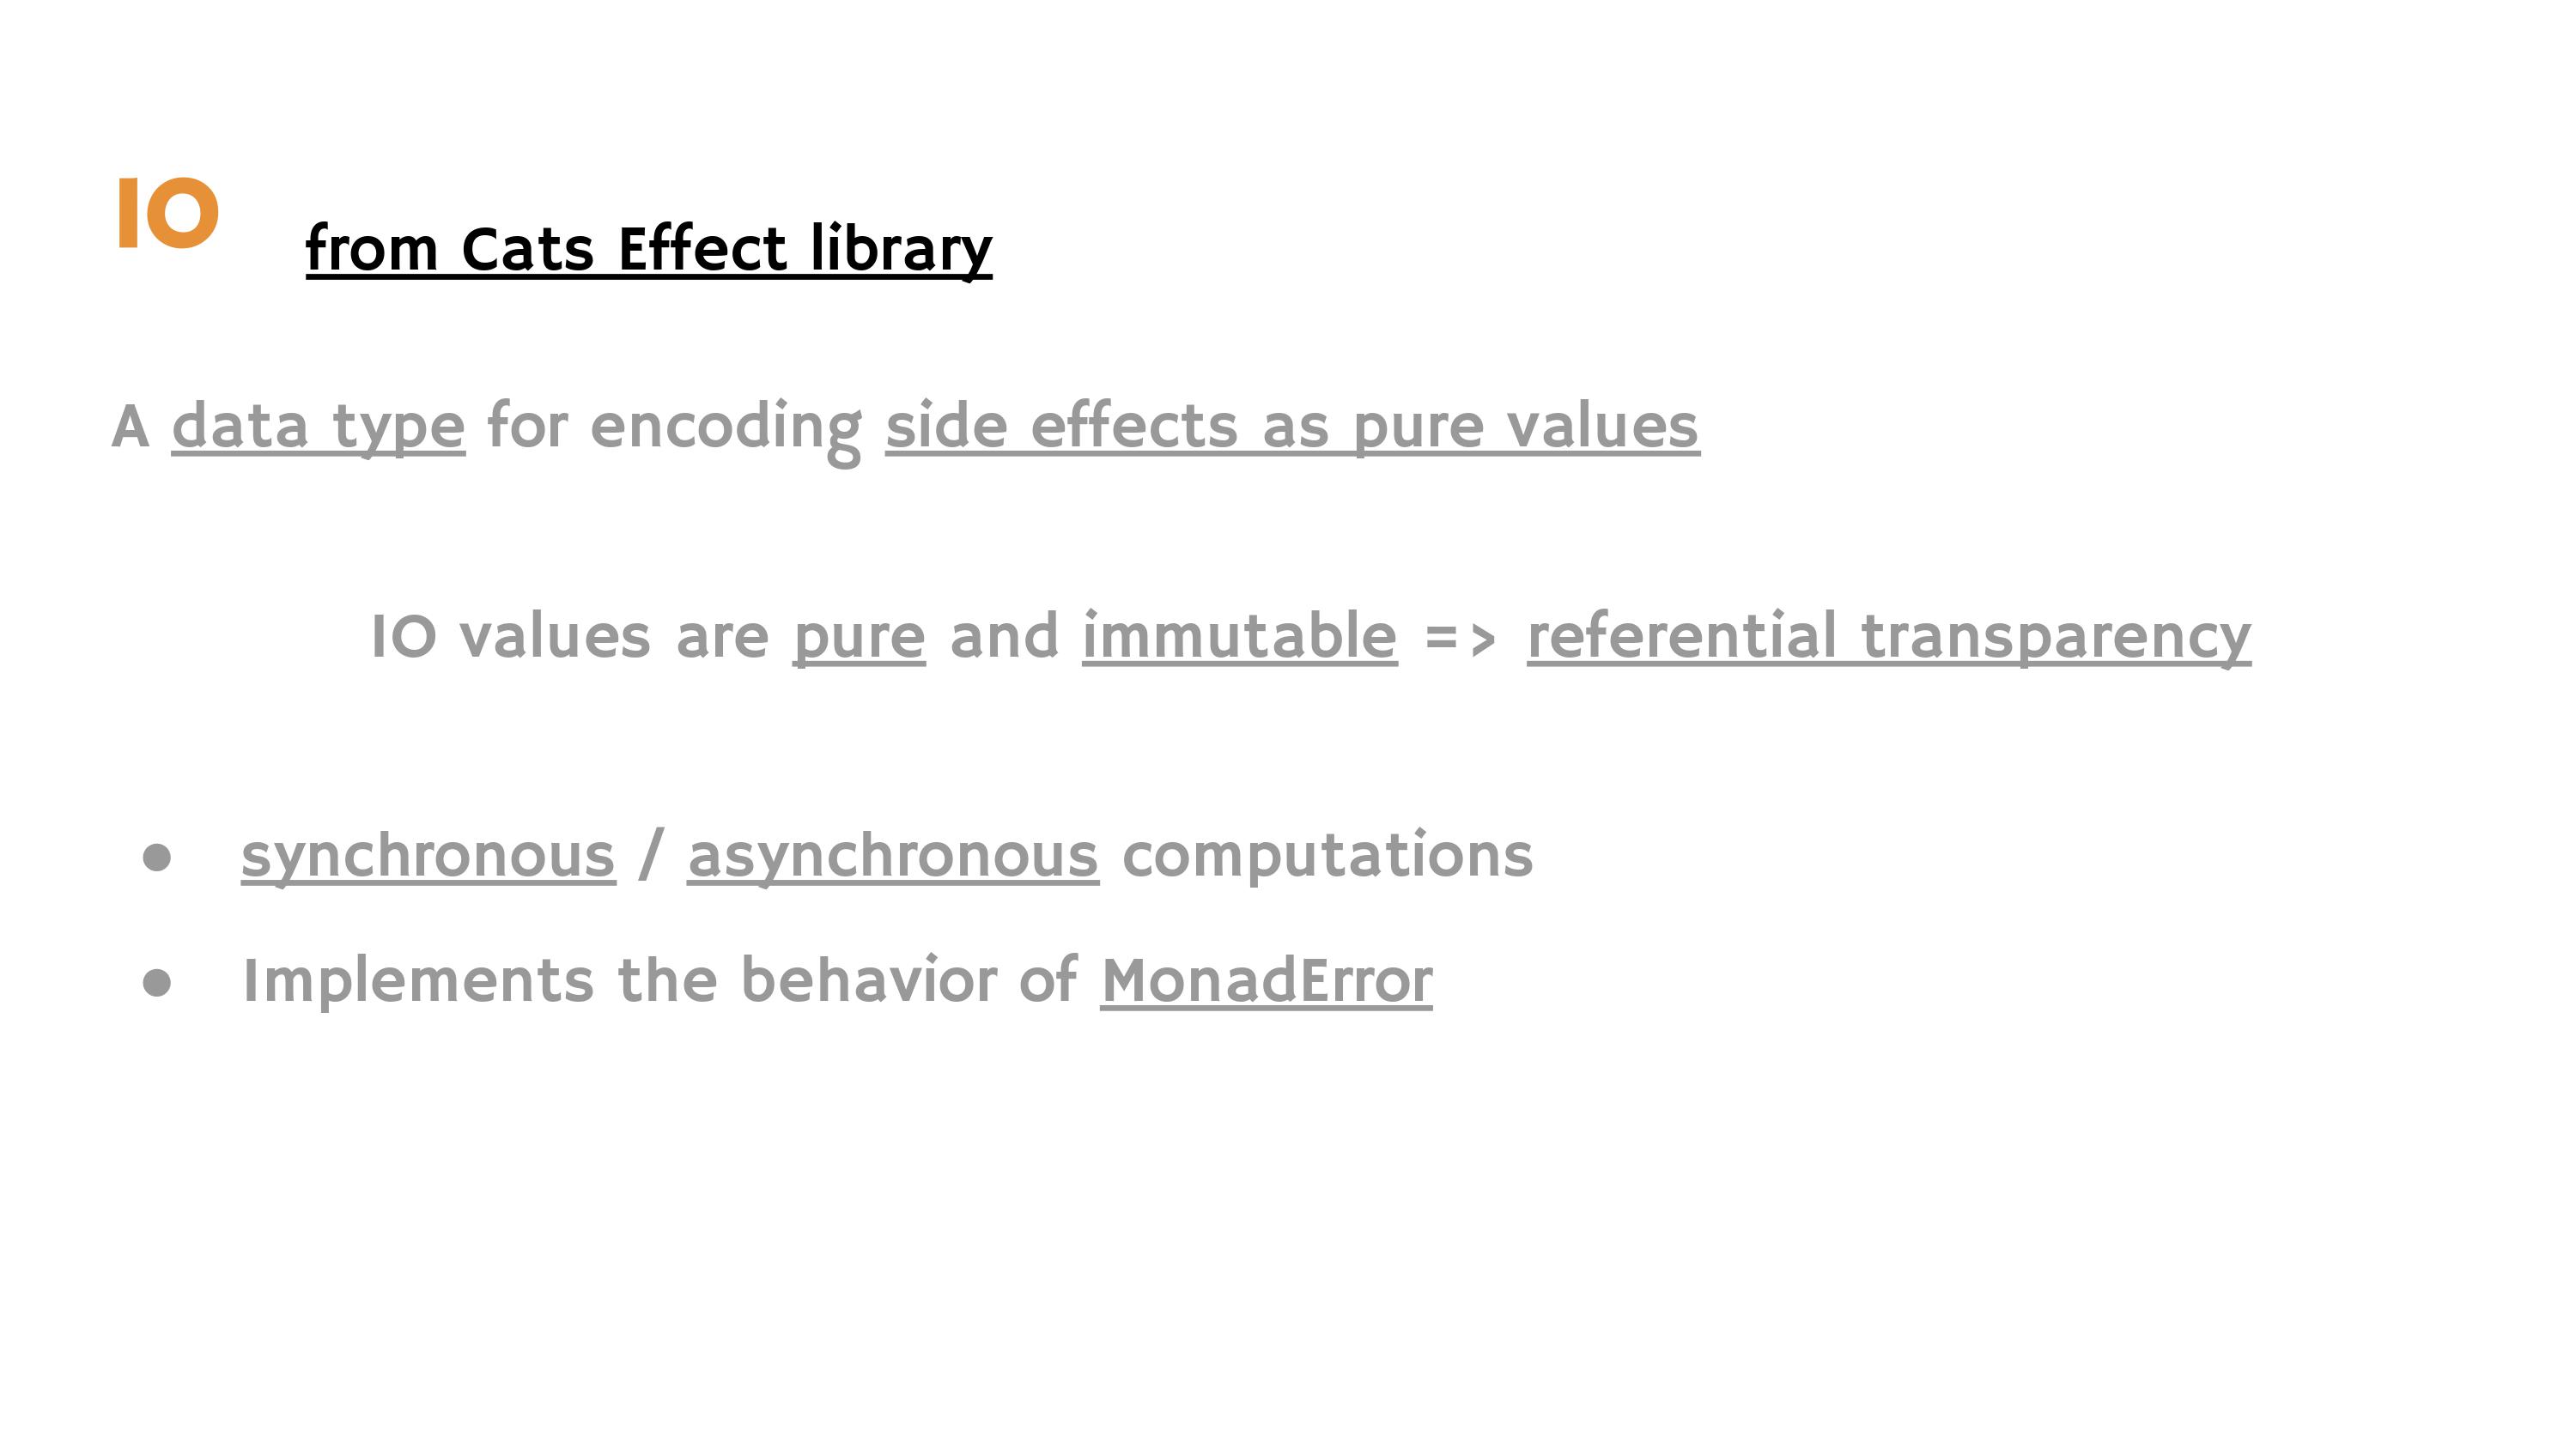 IO from Cats Effect library
A data type for encoding side effects as pure values
IO values are pure and immutable => referential transparency
● synchronous / asynchronous computations
● Implements the behavior of MonadError